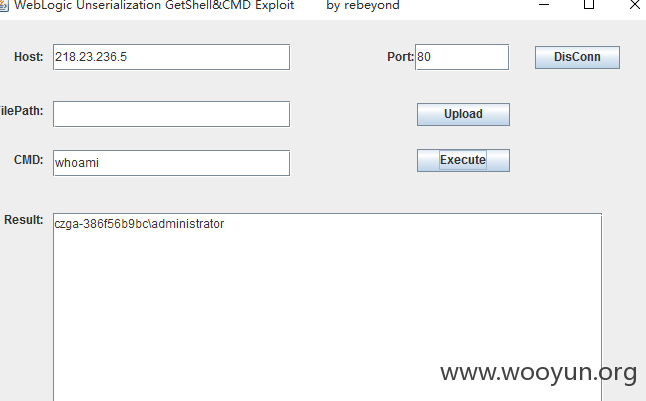 WebLogic Unserialization GetShell&CMD Exploit by rebeyond
Host: 218.23.236.5 Port: 80 DisConn
FilePath: Upload
CMD: whoami Execute
Result: czga-386f56b9bc\administrator
www.wooyun.org